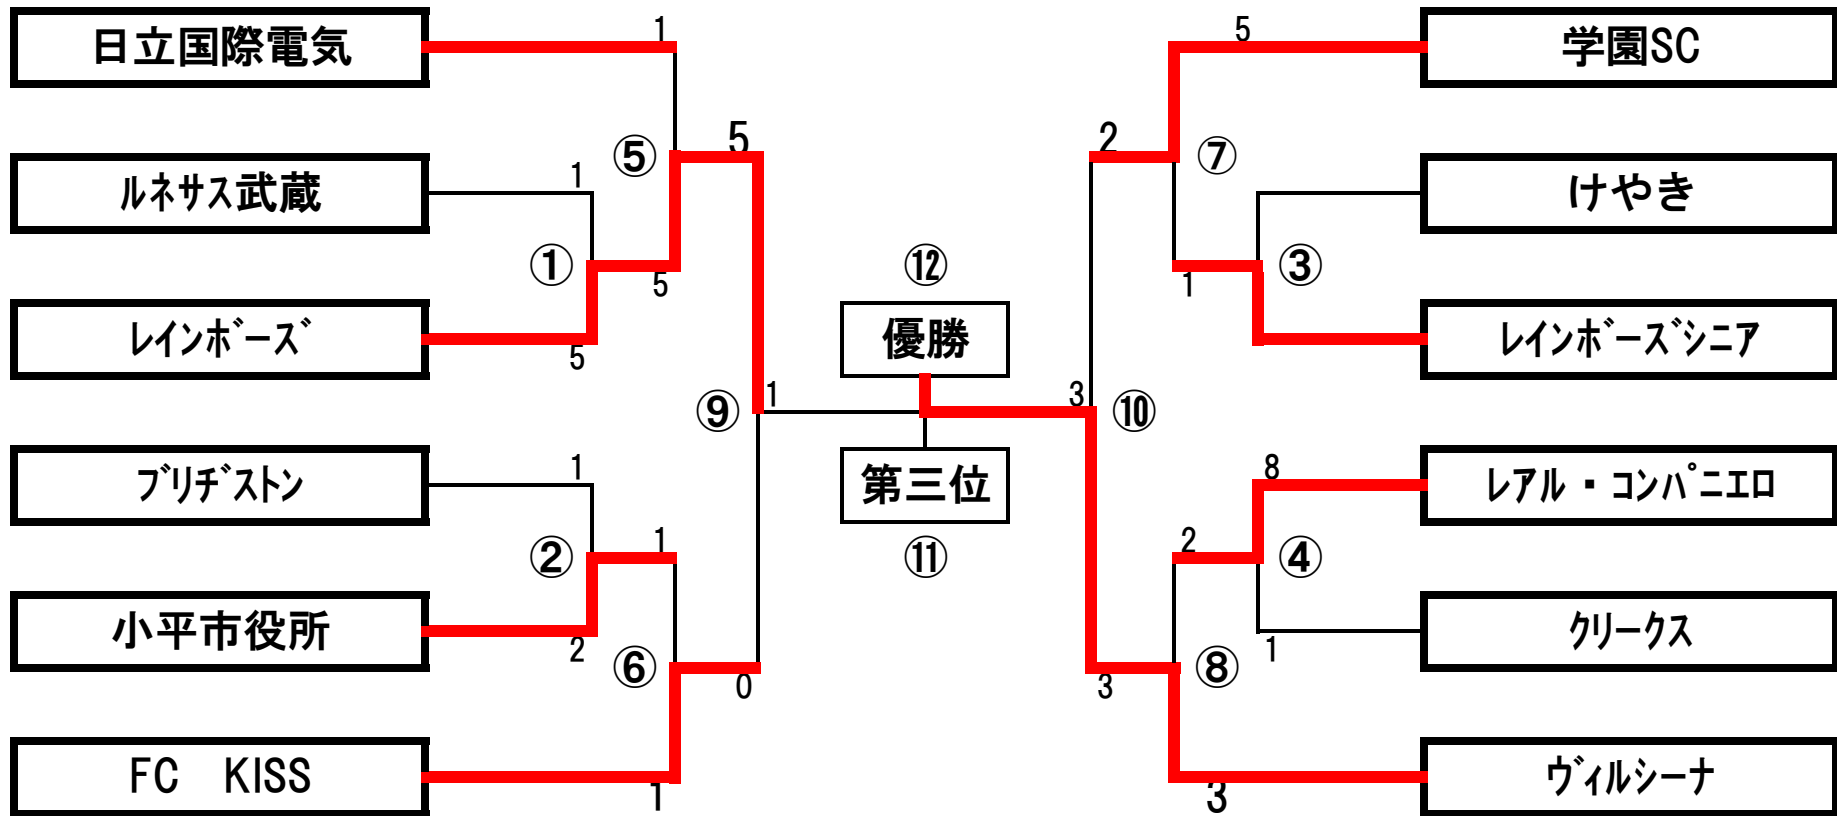 日立国際電気
1
5
学園SC
ﾙﾈｻｽ武蔵
1
⑤
5
2
⑦
けやき
①
5
⑫
1
③
ﾚｲﾝﾎﾞｰｽﾞ
5
優勝
ﾚｲﾝﾎﾞｰｽﾞｼﾆｱ
⑨
1
3
⑩
ﾌﾞﾘﾁﾞｽﾄﾝ
1
第三位
8
ﾚｱﾙ・ｺﾝﾊﾟﾆｴﾛ
②
1
⑪
2
④
小平市役所
2
⑥
0
3
⑧
1
ｸﾘｰｸｽ
FC　KISS
1
3
ｳﾞｨﾙｼｰﾅ